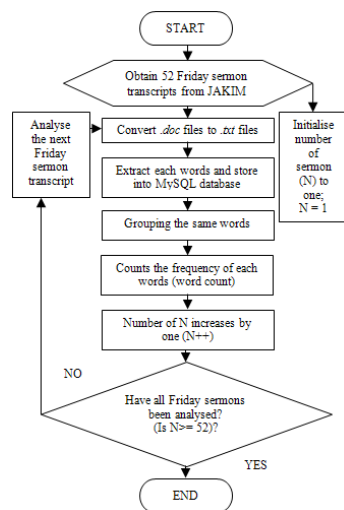 START
Obtain 52 Friday sermon
transcripts from JAKIM
Analyse
the next
Friday
sermon
transcript
Convert .doc files to .txt files
Initialise
number
of
sermon
(N) to
one;
N = 1
Extract each words and store
into MySQL database
Grouping the same words
Counts the frequency of each
words (word count)
Number of N increases by
one (N++)
NO
Have all Friday sermons
been analysed?
(Is N>= 52)?
YES
END